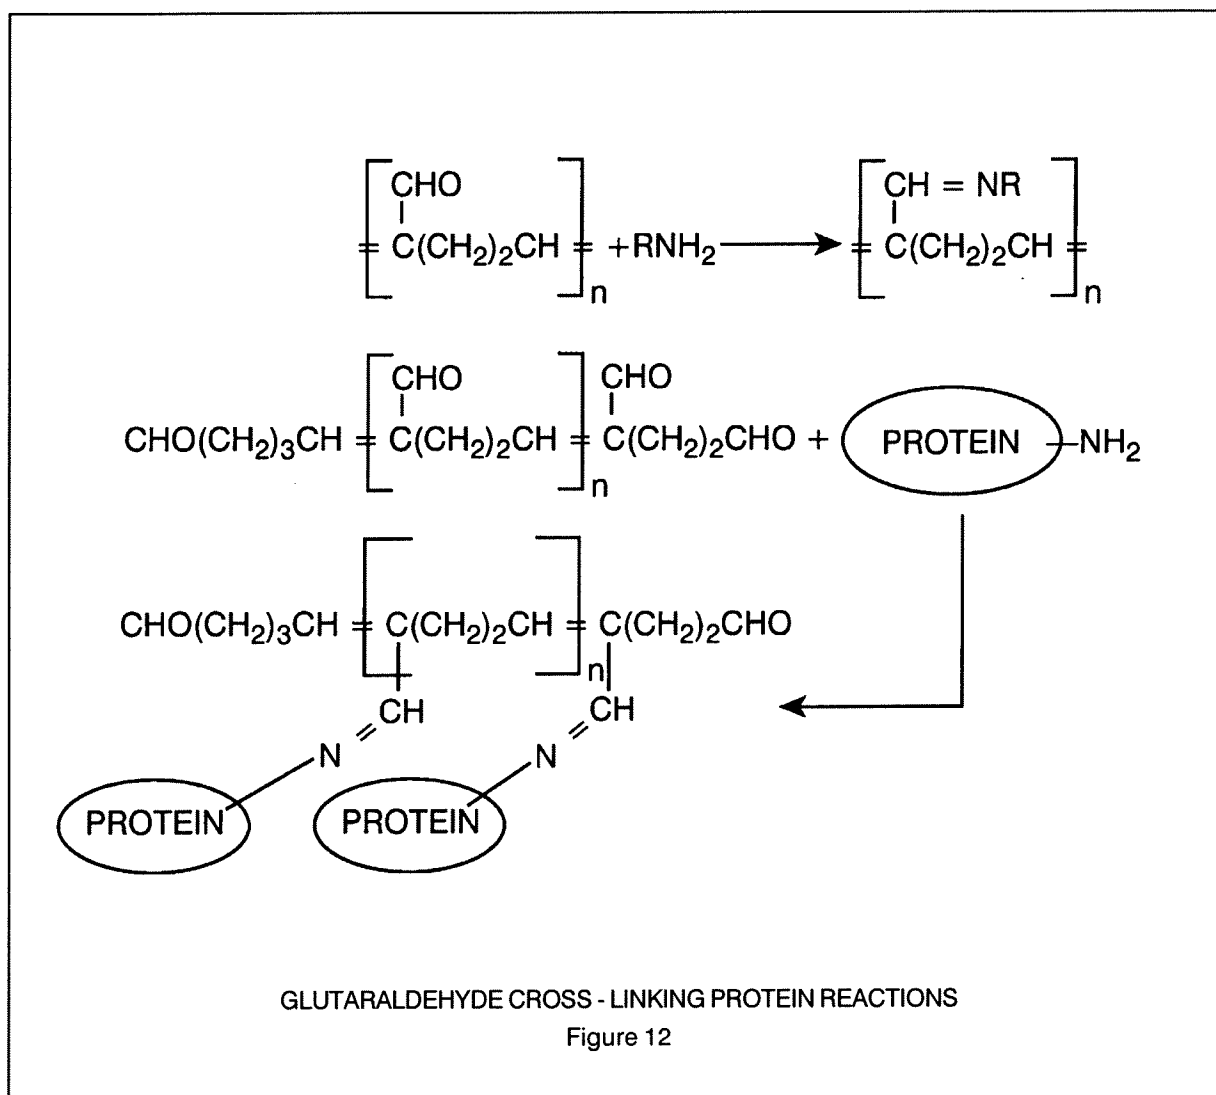 CHO CH = NR
= C(CH₂)₂CH = + RNH₂ = C(CH₂)₂CH =
n n
CHO CHO
CHO(CH₂)₃CH = C(CH₂)₂CH = C(CH₂)₂CHO + PROTEIN —NH₂
n
CHO(CH₂)₃CH = C(CH₂)₂CH = C(CH₂)₂CHO
n
CH CH
N N
PROTEIN PROTEIN
GLUTARALDEHYDE CROSS - LINKING PROTEIN REACTIONS
Figure 12